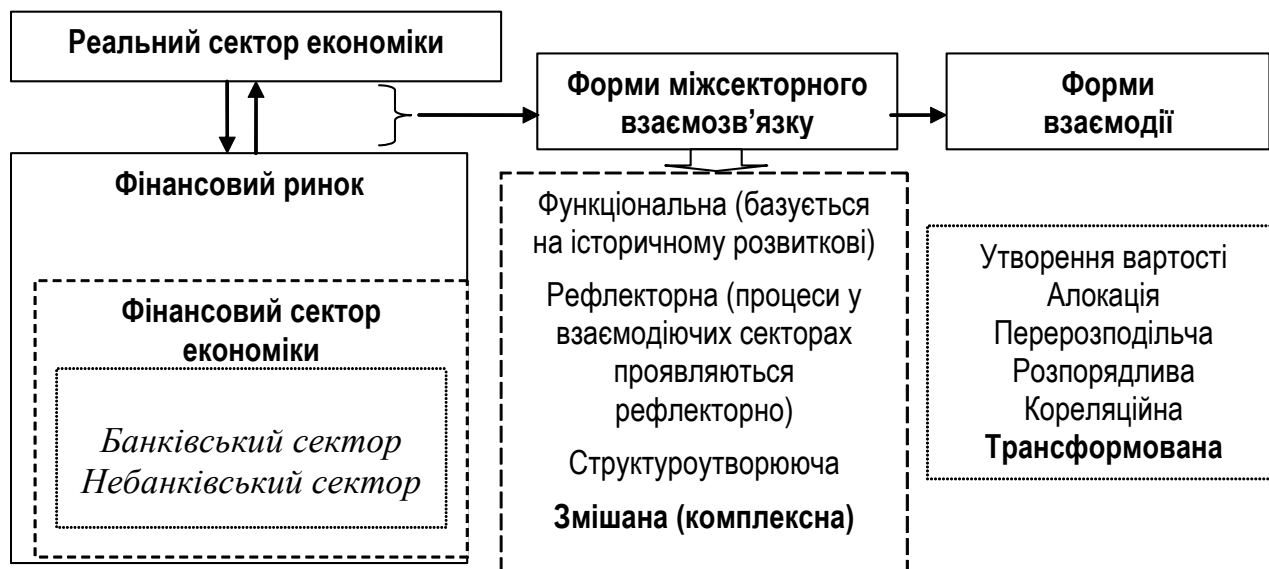 Реальний сектор економіки
Фінансовий ринок
Фінансовий сектор
економіки
Банківський сектор
Небанківський сектор
Форми міжсекторного
взаємозв’язку
Функціональна (базується
на історичному розвиткові)
Рефлекторна (процеси у
взаємодіючих секторах
проявляються
рефлекторно)
Структуроутворююча
Змішана (комплексна)
Форми
взаємодії
Утворення вартості
Алокація
Перерозподільча
Розпорядлива
Кореляційна
Трансформована